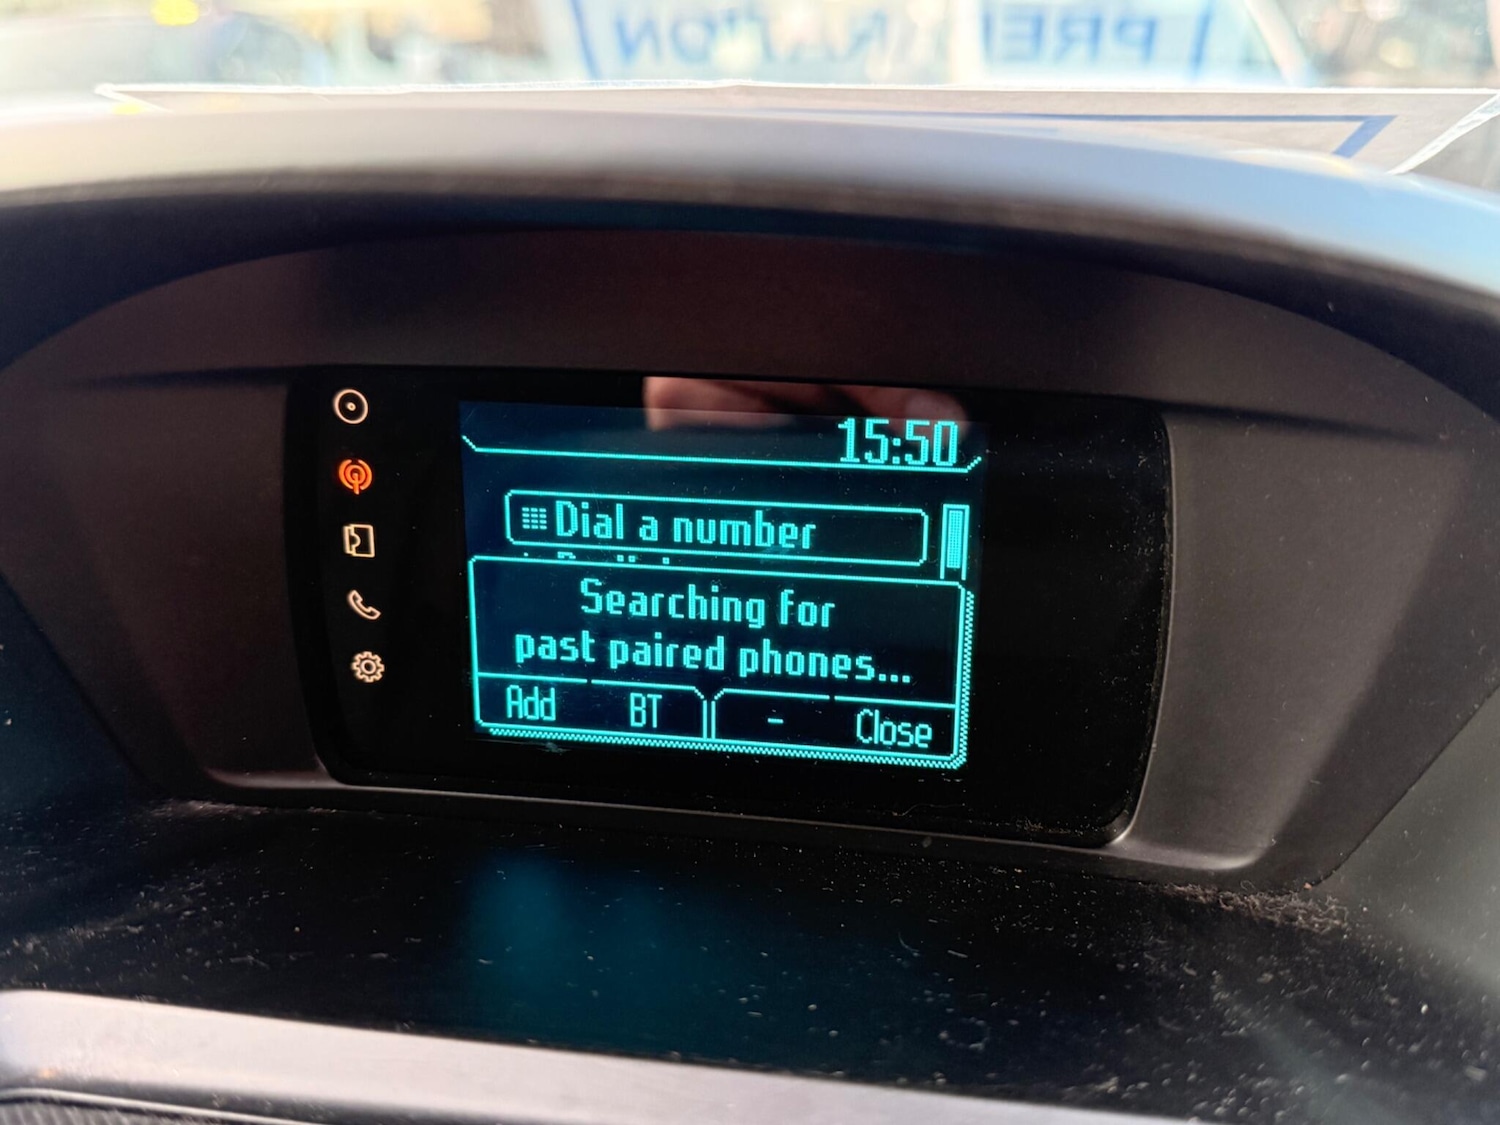 15:50
Dial a number
Searching for
past paired phones...
Add BT - Close